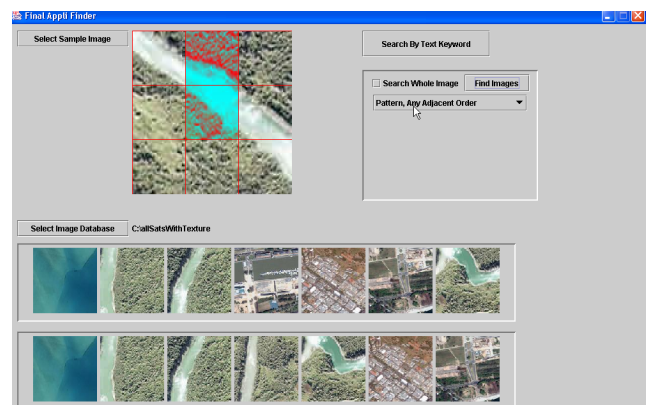 Final Appli Finder
Select Sample Image
Search By Text Keyword
Search Whole Image
Find Images
Pattern, Any Adjacent Order
Select Image Database
C:\allSatsWithTexture